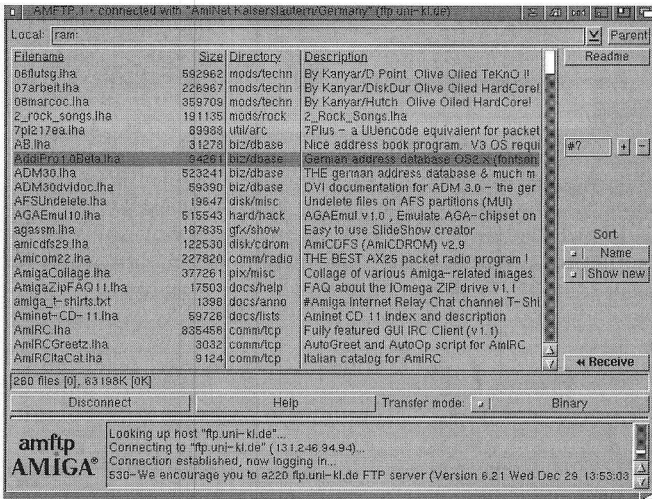 AMFTP.1 • connected with "AmiNet Kaiserslautern/Germany" (ftp.uni-kl.de)
Local: ram: Parent
Filename Size Directory Description Readme
06flutsg.lha 592962 mods/techn By Kanyar/D Point Olive Oiled TeKnO !!
07arbeit.lha 226967 mods/techn By Kanyar/DiskDur Olive Oiled HardCore!
08marcoc.lha 359709 mods/techn By Kanyar/Hutch Olive Oiled HardCore!
2_rock_songs.lha 191135 mods/rock 2_Rock_Songs.lha
7pl217ea.lha 89988 util/arc 7Plus - a UUencode equivalent for packet
AB.lha 31278 biz/dbase Nice address book program. V3 OS requi
#? + -
AddiPro1.0Beta.lha 94261 biz/dbase German address database OS2.x (fontsen
ADM30.lha 523241 biz/dbase THE german address database & much m
ADM30dvidoc.lha 59390 biz/dbase DVI documentation for ADM 3.0 - the ger
AFSUndelete.lha 19647 disk/misc Undelete files on AFS partitions (MUI)
AGAEmul10.lha 515543 hard/hack AGAEmul v1.0 , Emulate AGA-chipset on
agassm.lha 187835 gfx/show Easy to use SlideShow creator
Sort
amicdfs29.lha 122530 disk/cdrom AmiCDFS (AmiCDROM) v2.9
Name
Amicom22.lha 227820 comm/radio THE BEST AX25 packet radio program !
Show new
AmigaCollage.lha 377261 pix/misc Collage of various Amiga-related images
AmigaZipFAQ11.lha 17503 docs/help FAQ about the IOmega ZIP drive v1.1
amiga_t-shirts.txt 1398 docs/anno #Amiga Internet Relay Chat channel T-Shi
Aminet-CD-11.lha 59726 docs/lists Aminet CD 11 index and description
AmIRC.lha 835456 comm/tcp Fully featured GUI IRC Client (v1.1)
AmIRCGreetz.lha 3032 comm/tcp AutoGreet and AutoOp script for AmIRC
AmIRCItaCat.lha 9124 comm/tcp Italian catalog for AmIRC
Receive
260 files [0], 63198K [0K]
Disconnect Help Transfer mode: Binary
amftp
AMIGA®
Looking up host "ftp.uni-kl.de"...
Connecting to "ftp.uni-kl.de" (131.246.94.94)...
Connection established, now logging in...
530-We encourage you to a220 ftp.uni-kl.de FTP server (Version 6.21 Wed Dec 29 13:53:03